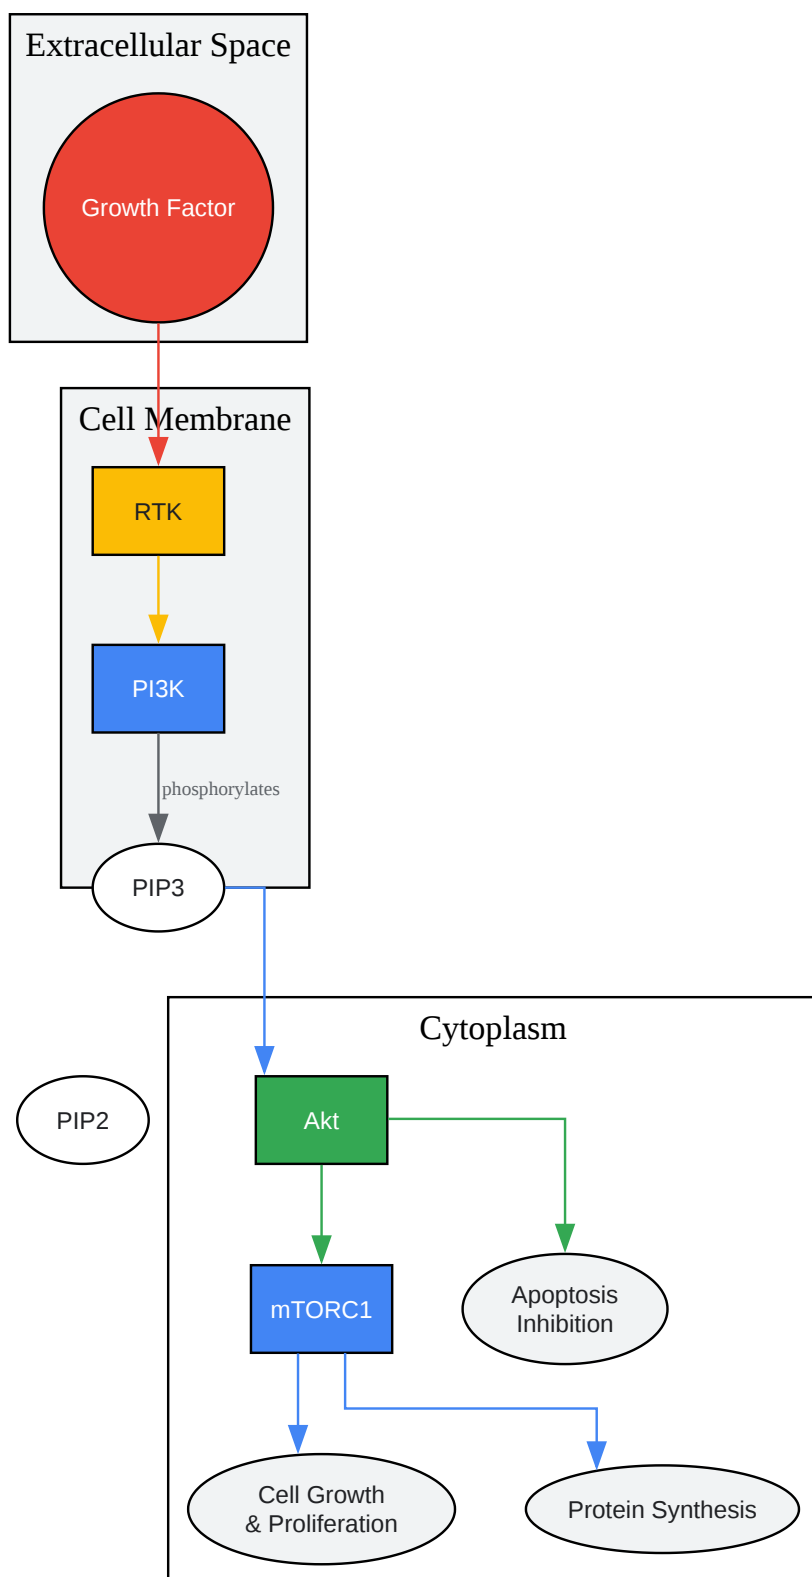 Extracellular Space
Growth Factor
Cell Membrane
RTK
PI3K
phosphorylates
PIP3
Cytoplasm
PIP2
Akt
Apoptosis
Inhibition
mTORC1
Cell Growth
& Proliferation
Protein Synthesis